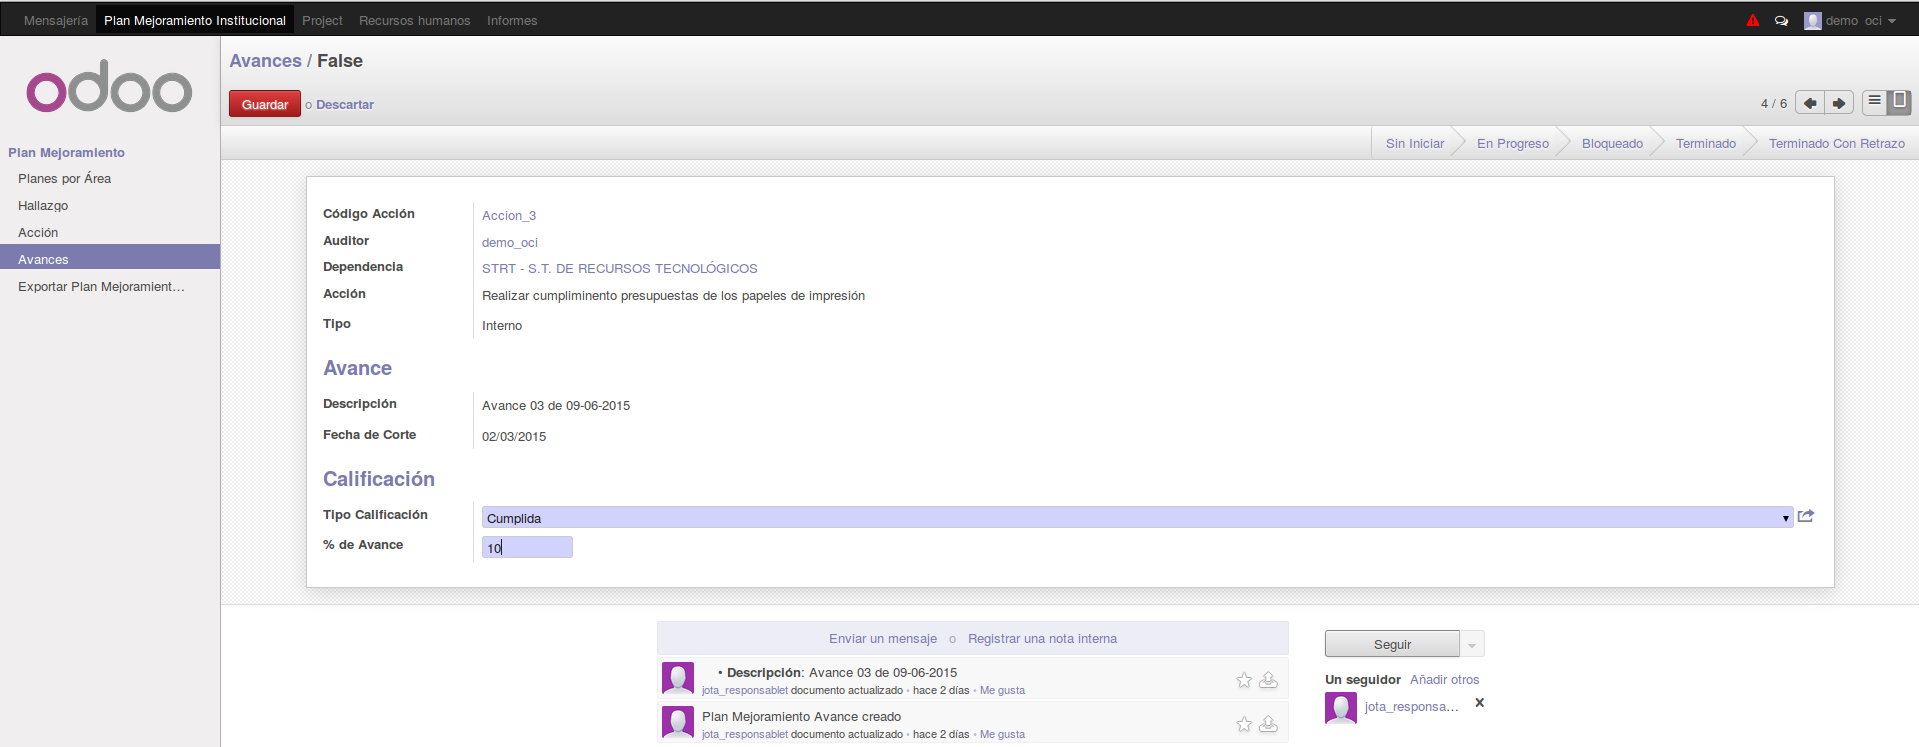 Mensajería Plan Mejoramiento Institucional Project Recursos humanos Informes demo oci
odoo
Plan Mejoramiento
Planes por Área
Hallazgo
Acción
Avances
Exportar Plan Mejoramient...
Avances / False
Guardar o Descartar
4 / 6
Sin Iniciar En Progreso Bloqueado Terminado Terminado Con Retrazo
Código Acción Accion_3
Auditor demo_oci
Dependencia STRT - S.T. DE RECURSOS TECNOLÓGICOS
Acción Realizar cumpliminento presupuestas de los papeles de impresión
Tipo Interno
Avance
Descripción Avance 03 de 09-06-2015
Fecha de Corte 02/03/2015
Calificación
Tipo Calificación Cumplida
% de Avance 10
Enviar un mensaje o Registrar una nota interna
• Descripción: Avance 03 de 09-06-2015
jota_responsablet documento actualizado • hace 2 días • Me gusta
Plan Mejoramiento Avance creado
jota_responsablet documento actualizado • hace 2 días • Me gusta
Seguir
Un seguidor Añadir otros
jota_responsa... x